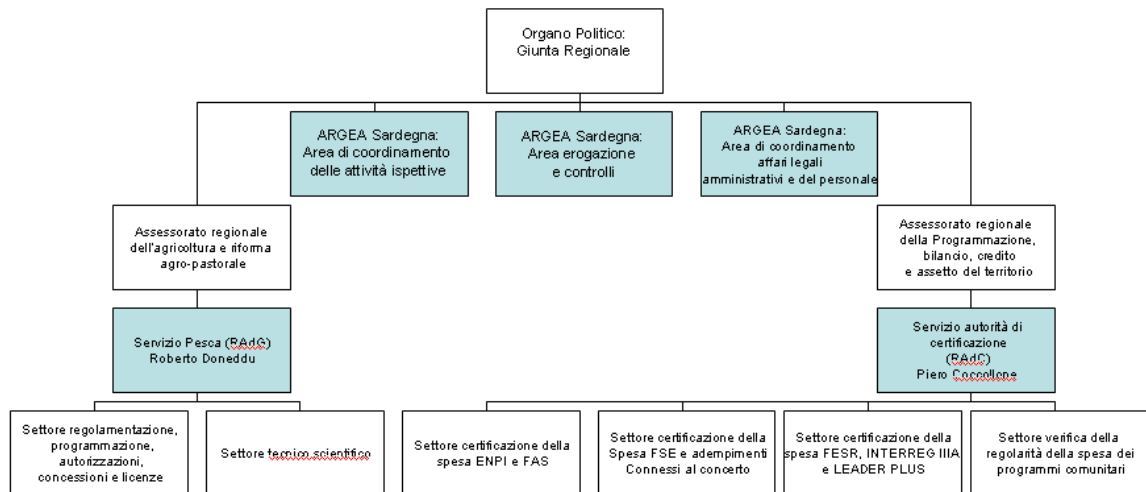 Organo Politico:
Giunta Regionale
ARGEA Sardegna:
Area di coordinamento
delle attività ispettive
ARGEA Sardegna:
Area erogazione
e controlli
ARGEA Sardegna:
Area di coordinamento
affari legali
amministrativi e del personale
Assessorato regionale
dell'agricoltura e riforma
agro-pastorale
Assessorato regionale
della Programmazione,
bilancio, credito
e assetto del territorio
Servizio Pesca (RAdG)
Roberto Doneddu
Servizio autorità di
certificazione
(RAdC)
Piero Coccollone
Settore regolamentazione,
programmazione,
autorizzazioni,
concessioni e licenze
Settore tecnico scientifico
Settore certificazione della
spesa ENPI e FAS
Settore certificazione della
Spesa FSE e adempimenti
Connessi al concerto
Settore certificazione della
spesa FESR, INTERREG IIIA
e LEADER PLUS
Settore verifica della
regolarità della spesa dei
programmi comunitari